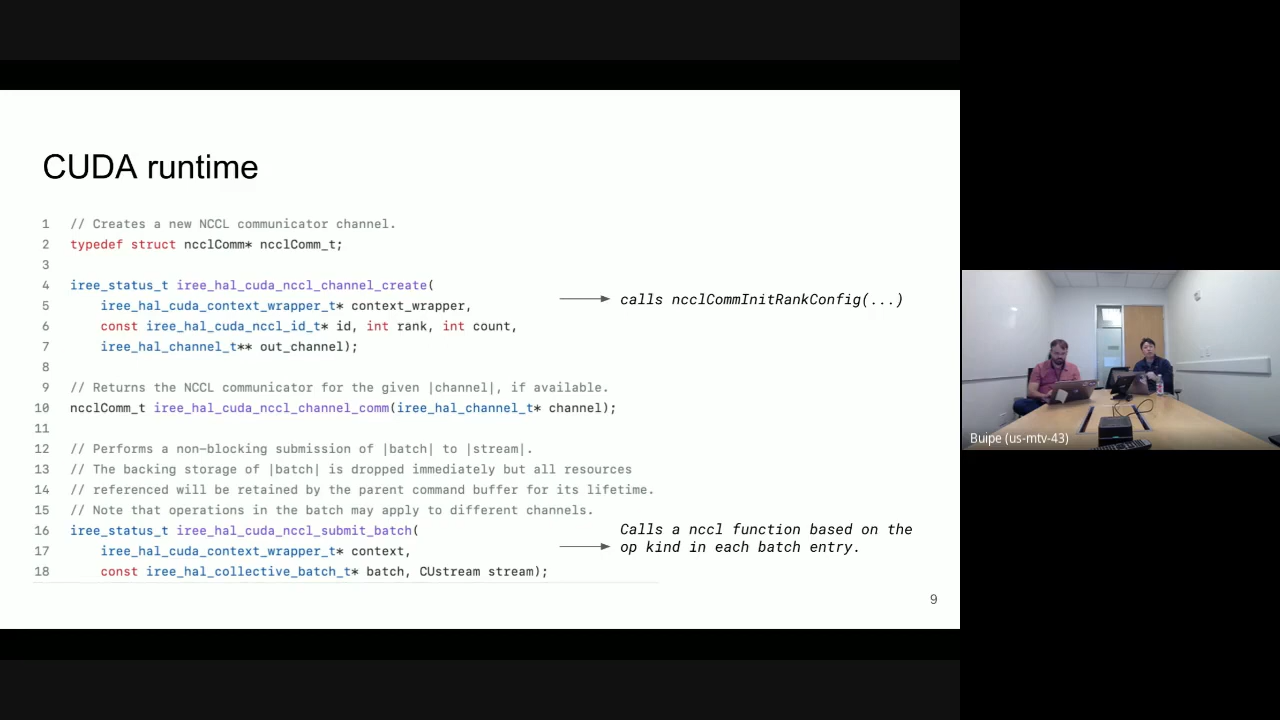 CUDA runtime
1 // Creates a new NCCL communicator channel.
2 typedef struct ncclComm* ncclComm_t;
3
4 iree_status_t iree_hal_cuda_nccl_channel_create(
5 iree_hal_cuda_context_wrapper_t* context_wrapper,
calls ncclCommInitRankConfig(...)
6 const iree_hal_cuda_nccl_id_t* id, int rank, int count,
7 iree_hal_channel_t** out_channel);
8
9 // Returns the NCCL communicator for the given |channel|, if available.
10 ncclComm_t iree_hal_cuda_nccl_channel_comm(iree_hal_channel_t* channel);
11
12 // Performs a non-blocking submission of |batch| to |stream|.
13 // The backing storage of |batch| is dropped immediately but all resources
14 // referenced will be retained by the parent command buffer for its lifetime.
15 // Note that operations in the batch may apply to different channels.
16 iree_status_t iree_hal_cuda_nccl_submit_batch(
17 iree_hal_cuda_context_wrapper_t* context,
18 const iree_hal_collective_batch_t* batch, CUstream stream);
Calls a nccl function based on the
op kind in each batch entry.
9
Buipe (us-mtv-43)